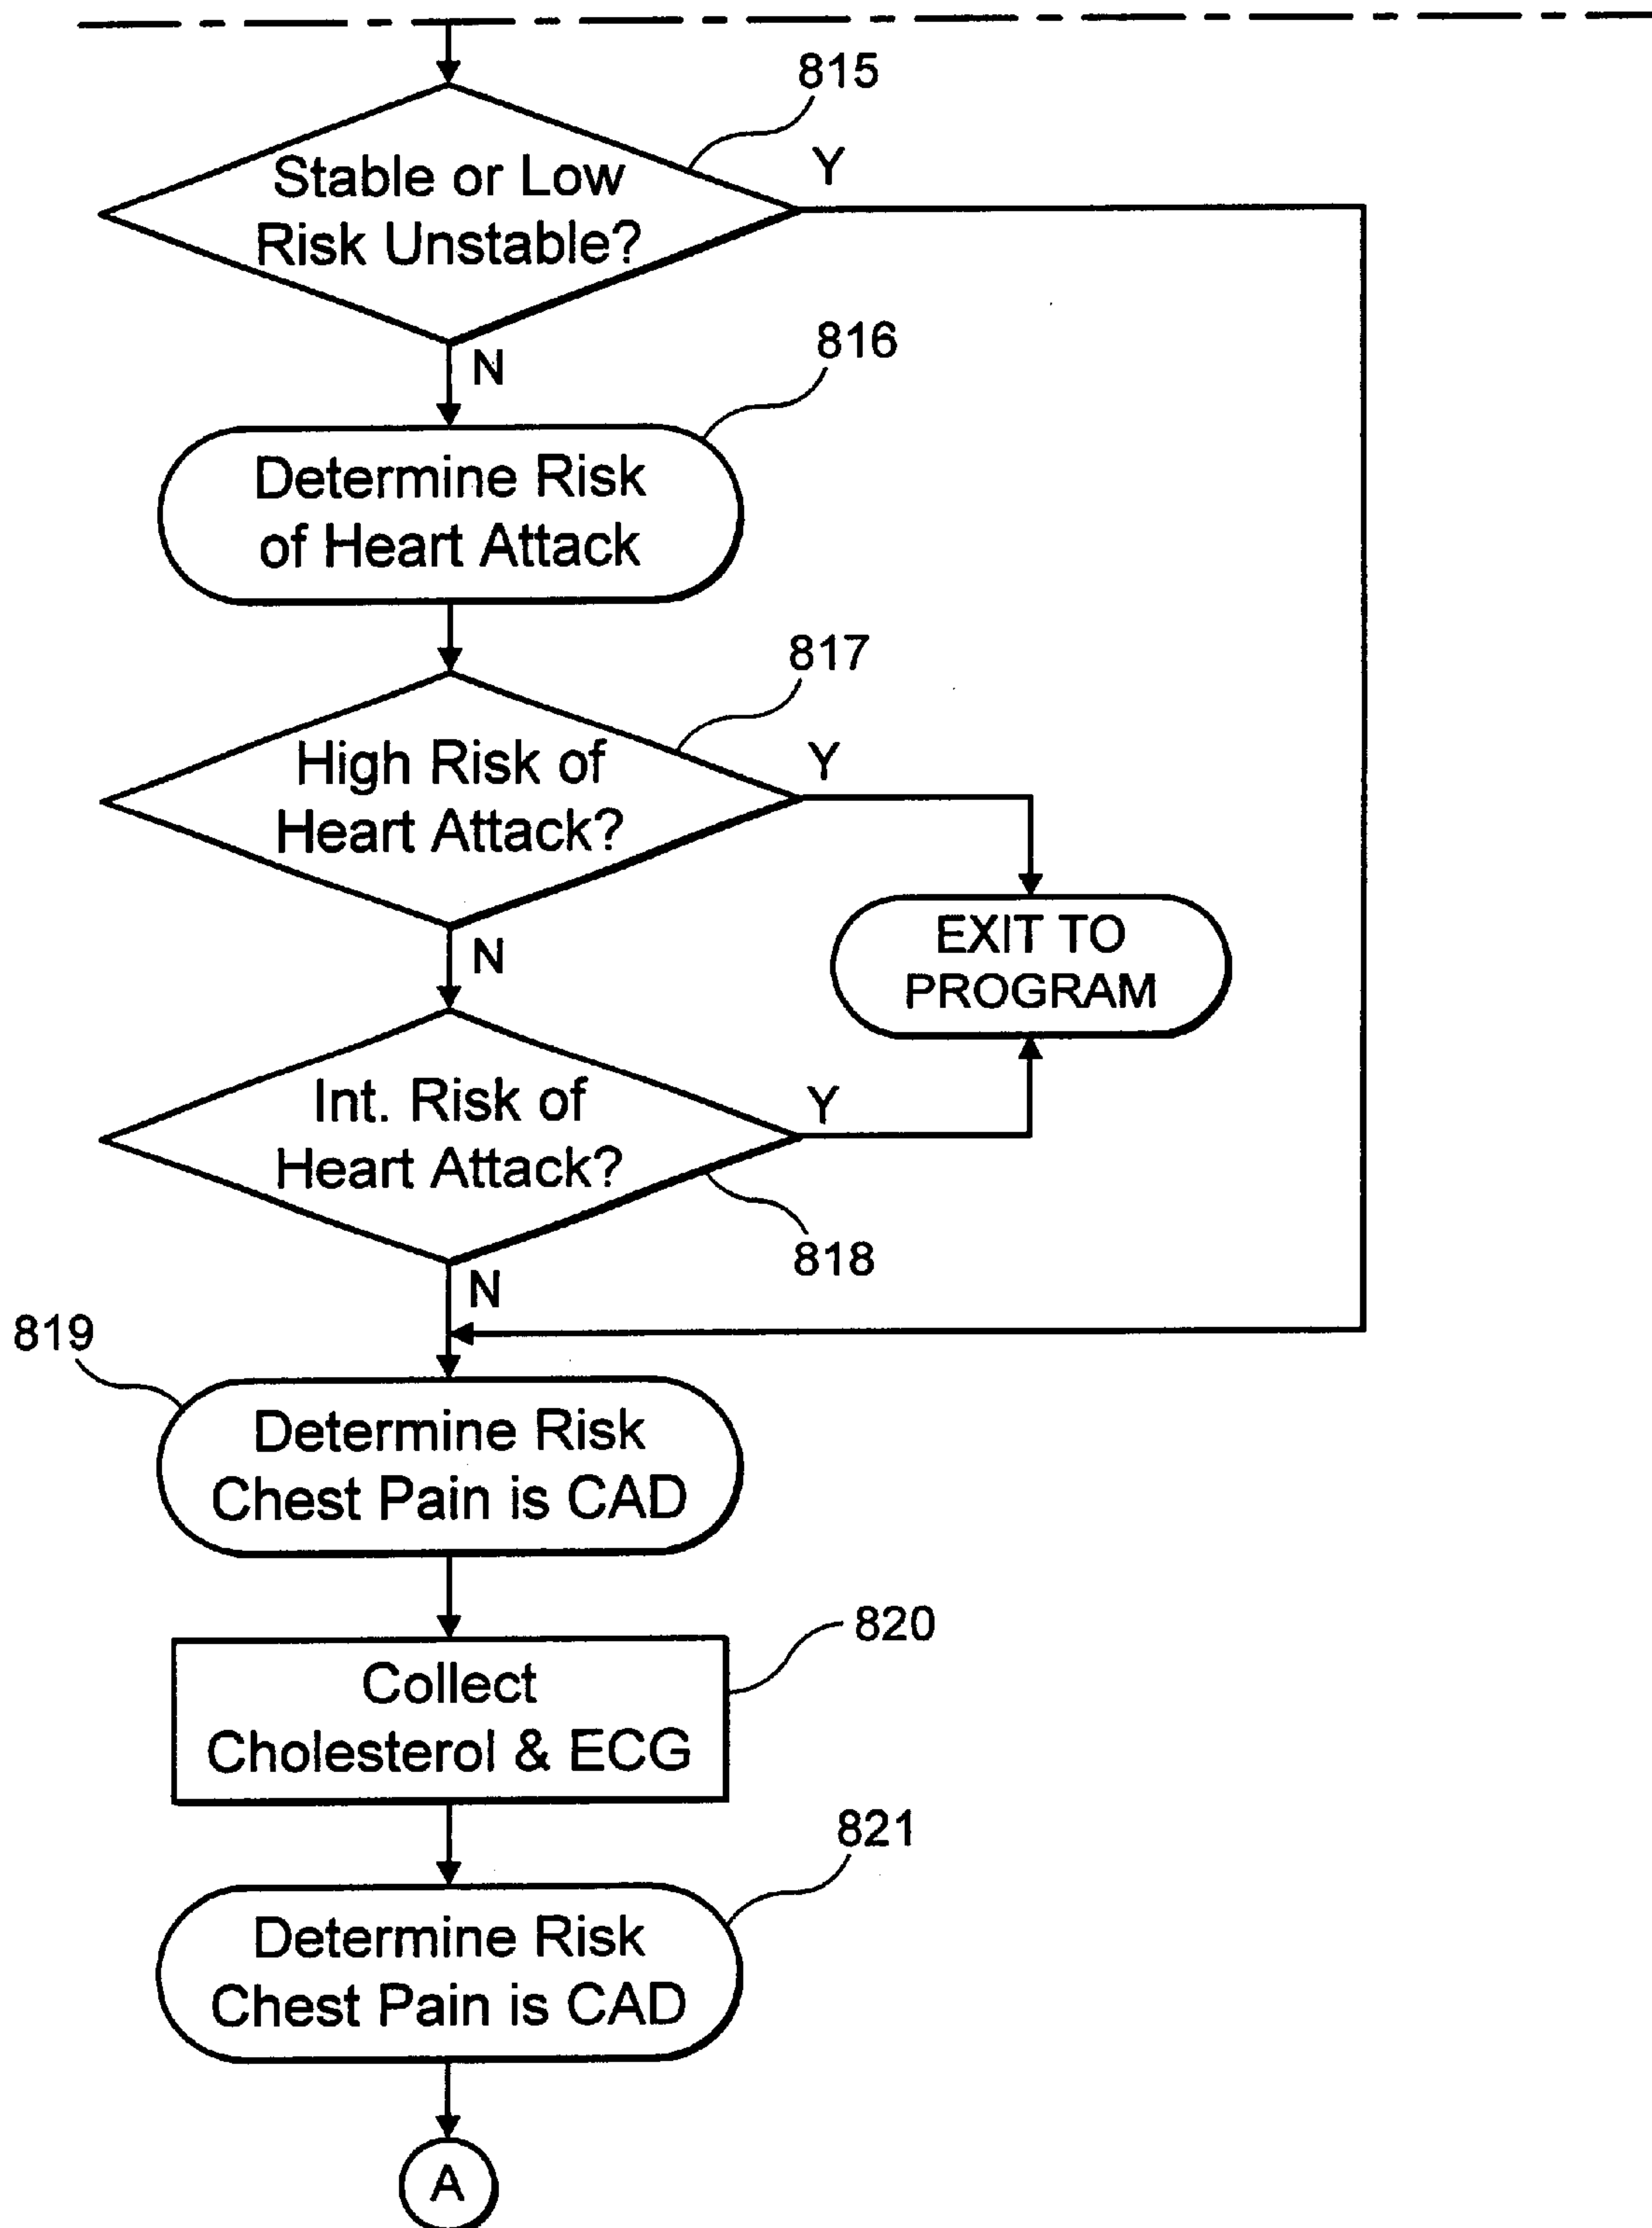 815
Stable or Low
Risk Unstable?
Y
N
816
Determine Risk
of Heart Attack
817
High Risk of
Heart Attack?
Y
N
EXIT TO
PROGRAM
Int. Risk of
Heart Attack?
Y
818
N
819
Determine Risk
Chest Pain is CAD
820
Collect
Cholesterol & ECG
821
Determine Risk
Chest Pain is CAD
A